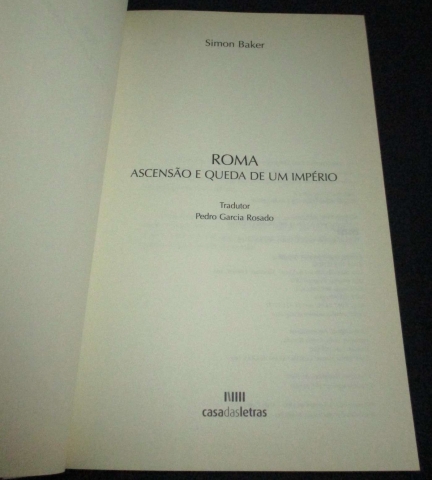 Simon Baker
ROMA
ASCENSÃO E QUEDA DE UM IMPÉRIO
Tradutor
Pedro Garcia Rosado
casadasletras